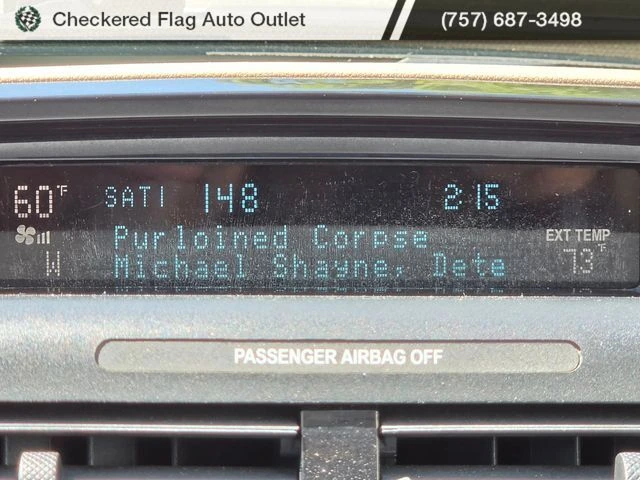 Checkered Flag Auto Outlet (757) 687-3498
60°F SAT1 148 2:15
Purloined Corpse EXT TEMP
W Michael Shayne, Dete 73°F
PASSENGER AIRBAG OFF